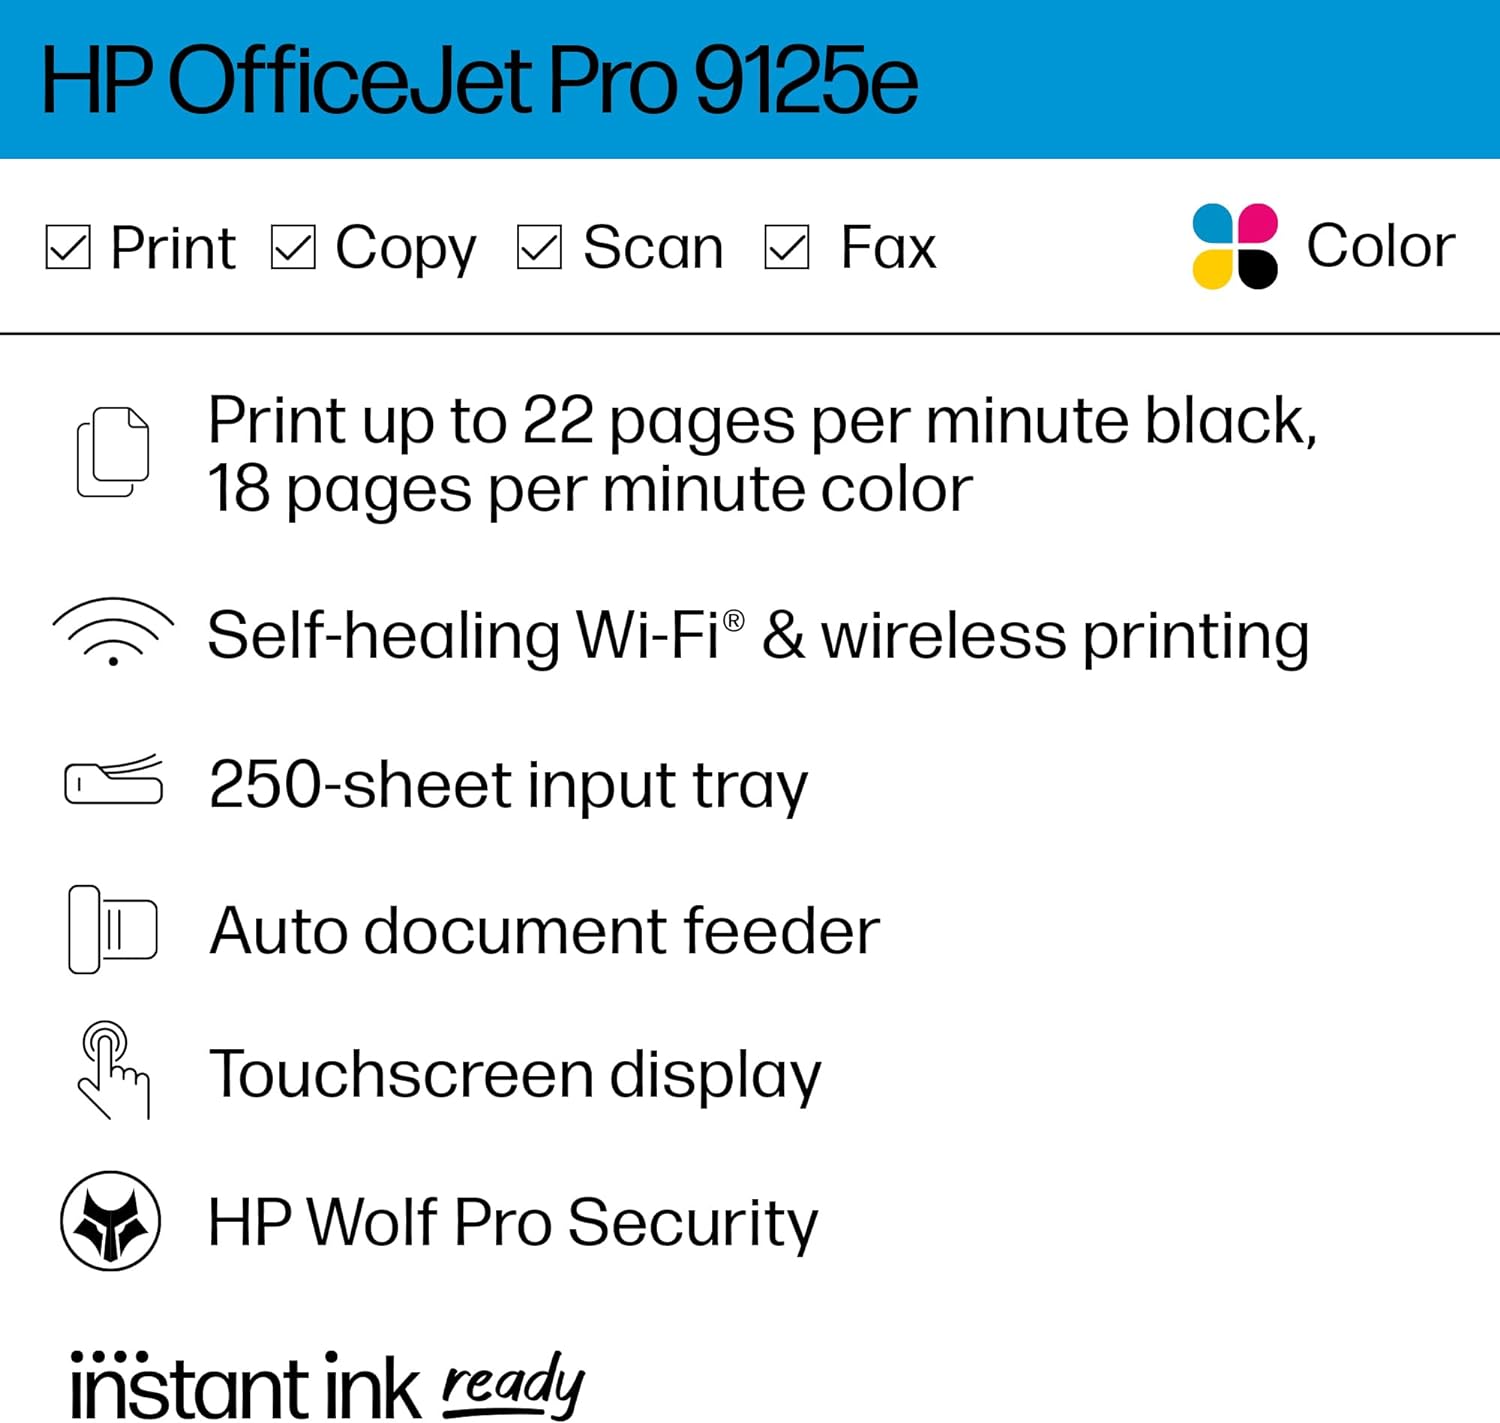 HP OfficeJet Pro 9125e
Print Copy Scan Fax Color
Print up to 22 pages per minute black,
18 pages per minute color
Self-healing Wi-Fi® & wireless printing
250-sheet input tray
Auto document feeder
Touchscreen display
HP Wolf Pro Security
instant ink ready